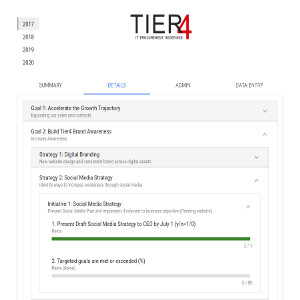 2017
2018
2019
2020
TIER4
IT PROCUREMENT REDEFINED
SUMMARY
DETAILS
ADMIN
DATA ENTRY
Goal 1: Accelerate the Growth Trajectory
Expanding our sales and contacts
Goal 2: Build Tier4 Brand Awareness
Increase Awareness
Strategy 1: Digital Branding
New website design and consistent brand across digital assets
Strategy 2: Social Media Strategy
Identify ways to increase awareness through social media
Initiative 1: Social Media Strategy
Present Social Media Plan and implement if relevant to business objective (Pending website)
1. Present Draft Social Media Strategy to CEO by July 1 (y/n=1/0)
1 / 1
2. Targeted goals are met or exceeded (%)
0 / 80